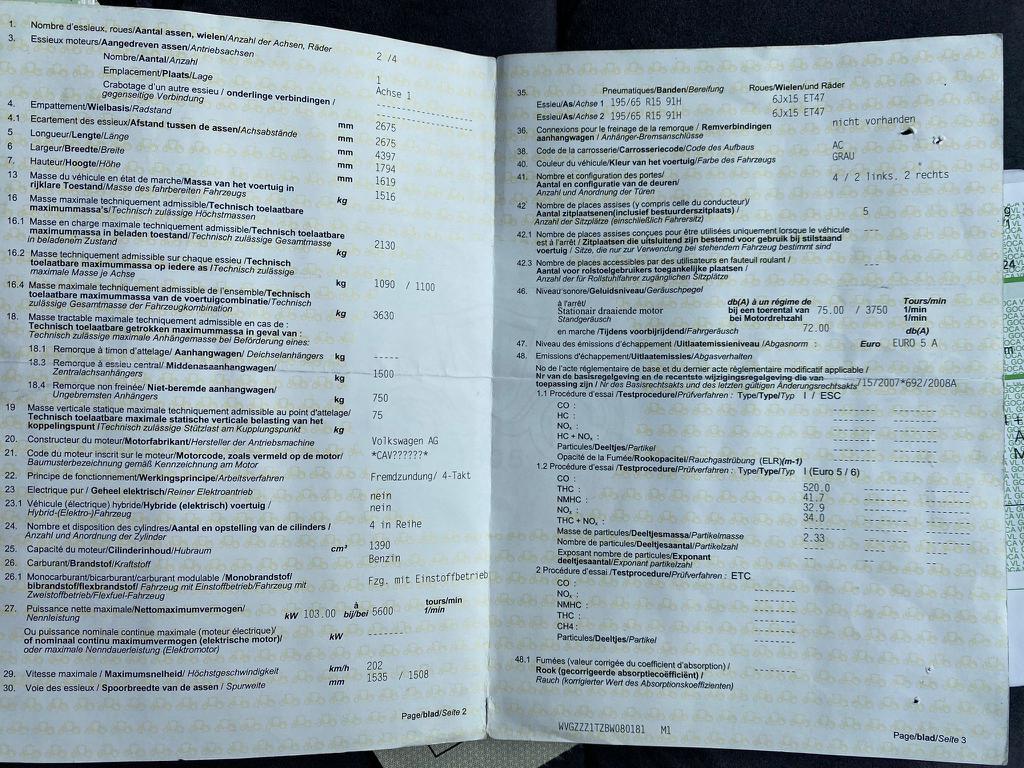 1. Nombre d'essieux, roues/Aantal assen, wielen/Anzahl der Achsen, Räder 2 /4
3. Essieux moteurs/Aangedreven assen/Antriebsachsen
Nombre/Aantal/Anzahl 1
Emplacement/Plaats/Lage Achse 1
Crabotage d'un autre essieu / onderlinge verbindingen / ------------
gegenseitige Verbindung
4. Empattement/Wielbasis/Radstand mm 2675
4.1 Ecartement des essieux/Afstand tussen de assen/Achsabstände mm 2675
5 Longueur/Lengte/Länge mm 4397
6 Largeur/Breedte/Breite mm 1794
7 Hauteur/Hoogte/Höhe mm 1619
13 Masse du véhicule en état de marche/Massa van het voertuig in kg 1516
rijklare Toestand/Masse des fahrbereiten Fahrzeugs
16 Masse maximale techniquement admissible/Technisch toelaatbare
maximummassa's/Technisch zulässige Höchstmassen
16.1 Masse en charge maximale techniquement admissible/Technisch
toelaatbare maximummassa in beladen toestand/Technisch zulässige Gesamtmasse kg 2130
in beladenem Zustand
16.2 Masse techniquement admissible sur chaque essieu /Technisch
toelaatbare maximummassa op iedere as /Technisch zulässige kg 1090 / 1100
maximale Masse je Achse
16.4 Masse maximale techniquement admissible de l'ensemble/Technisch
toelaatbare maximummassa van de voertuigcombinatie/Technisch kg 3630
zulässige Gesamtmasse der Fahrzeugkombination
18. Masse tractable maximale techniquement admissible en cas de :
Technisch toelaatbare getrokken maximummassa in geval van :
Technisch zulässige maximale Anhängemasse bei Beförderung eines:
18.1 Remorque à timon d'attelage/ Aanhangwagen/ Deichselanhängers kg ----
18.3 Remorque à essieu central/ Middenasaanhangwagen/ kg 1500
Zentralachsanhängers
18.4 Remorque non freinée/ Niet-beremde aanhangwagen/ kg 750
Ungebremsten Anhängers
19 Masse verticale statique maximale techniquement admissible au point d'attelage/ 75
Technisch toelaatbare maximale statische verticale belasting van het
koppelingspunt /Technisch zulässige Stützlast am Kupplungspunkt kg
20. Constructeur du moteur/Motorfabrikant/Hersteller der Antriebsmachine Volkswagen AG
21. Code du moteur inscrit sur le moteur/Motorcode, zoals vermeld op de motor/ *CAV??????*
Baumusterbezeichnung gemäß Kennzeichnung am Motor
22. Principe de fonctionnement/Werkingsprincipe/Arbeitsverfahren Fremdzundung/ 4-Takt
23 Electrique pur / Geheel elektrisch/Reiner Elektroantrieb nein
23.1 Véhicule (électrique) hybride/Hybride (elektrisch) voertuig / nein
Hybrid-(Elektro-)Fahrzeug
24. Nombre et disposition des cylindres/Aantal en opstelling van de cilinders / 4 in Reihe
Anzahl und Anordnung der Zylinder
25. Capacité du moteur/Cilinderinhoud/Hubraum cm³ 1390
26. Carburant/Brandstof/Kraftstoff Benzin
26.1 Monocarburant/bicarburant/carburant modulable /Monobrandstof/
bibrandstof/flexbrandstof/ Fahrzeug mit Einstoffbetrieb/Fahrzeug mit Fzg. mit Einstoffbetrieb
Zweistoffbetrieb/Flexfuel-Fahrzeug
27. Puissance nette maximale/Nettomaximumvermogen/ à tours/min
Nennleistung kW 103.00 bij/bei 5600 1/min
Ou puissance nominale continue maximale (moteur électrique)/
of nominaal continu maximumvermogen (elektrische motor)/ kW -------
oder maximale Nenndauerleistung (Elektromotor)
29. Vitesse maximale / Maximumsnelheid/ Höchstgeschwindigkeit km/h 202
30. Voie des essieux / Spoorbreedte van de assen / Spurweite mm 1535 / 1508
Page/blad/Seite 2
35. Pneumatiques/Banden/Bereifung Roues/Wielen/und Räder
Essieu/As/Achse 1 195/65 R15 91H 6Jx15 ET47
Essieu/As/Achse 2 195/65 R15 91H 6Jx15 ET47
36. Connexions pour le freinage de la remorque / Remverbindingen nicht vorhanden
aanhangwagen / Anhänger-Bremsanschlüsse
38. Code de la carrosserie/Carrosseriecode/Code des Aufbaus AC
40. Couleur du véhicule/Kleur van het voertuig/Farbe des Fahrzeugs GRAU
41. Nombre et configuration des portes/
Aantal en configuratie van de deuren/ 4 / 2 links. 2 rechts
Anzahl und Anordnung der Türen
42 Nombre de places assises (y compris celle du conducteur)/
Aantal zitplaatsen(inclusief bestuurderszitplaats) / 5
Anzahl der Sitzplätze (einschließlich Fahrersitz)
42.1 Nombre de places assises conçues pour être utilisées uniquement lorsque le véhicule
est à l'arrêt / Zitplaatsen die uitsluitend zijn bestemd voor gebruik bij stilstaand ---
voertuig / Sitze, die nur zur Verwendung bei stehendem Fahrzeug bestimmt sind
42.3 Nombre de places accessibles par des utilisateurs en fauteuil roulant /
Aantal voor rolstoelgebruikers toegankelijke plaatsen / ---
Anzahl der für Rollstuhlfahrer zugänglichen Sitzplätze
46. Niveau sonore/Geluidsniveau/Geräuschpegel
à l'arrêt/ db(A) à un régime de Tours/min
Stationair draaiende motor bij een toerental van 75.00 / 3750 1/min
Standgeräusch bei Motordrehzahl 1/min
en marche /Tijdens voorbijrijdend/Fahrgeräusch 72.00 db(A)
47. Niveau des émissions d'échappement /Uitlaatemissieniveau /Abgasnorm : Euro EURO 5 A
48. Emissions d'échappement/Uitlaatemissies/Abgasverhalten
No de l'acte réglementaire de base et du dernier acte réglementaire modificatif applicable /
Nr van de basisregelgeving en de recentste wijzigingsregelgeving die van
toepassing zijn / Nr des Basisrechtsakts und des letzten gültigen Änderungsrechtsakts /15/2007*692/2008A
1.1 Procédure d'essai /Testprocedure/Prüfverfahren : Type/Type/Typ I / ESC
CO :
HC :
NOₓ :
HC + NOₓ :
Particules/Deeltjes/Partikel
Opacité de la Fumée/Rookopaciteit/Rauchgastrübung (ELR)(m-1)
1.2 Procédure d'essai /Testprocedure/Prüfverfahren : Type/Type/Typ I (Euro 5 / 6)
CO : 520.0
THC : 41.7
NMHC : 32.9
NOₓ : 34.0
THC + NOₓ :
Masse de particules/Deeltjesmassa/Partikelmasse 2.33
Nombre de particules/Deeltjesaantal/Partikelzahl
Exposant nombre de particules/Exponant
deeltjesaantal/Exponent partikelzahl
2 Procédure d'essai /Testprocedure/Prüfverfahren : ETC
CO :
NOₓ :
NMHC :
THC :
CH4 :
Particules/Deeltjes/Partikel
48.1 Fumées (valeur corrigée du coefficient d'absorption) /
Rook (gecorrigeerde absorptiecoëfficiënt) /
Rauch (korrigierter Wert des Absorptionskoeffizienten)
WVGZZZ1TZBW080181 M1
Page/blad/Seite 3